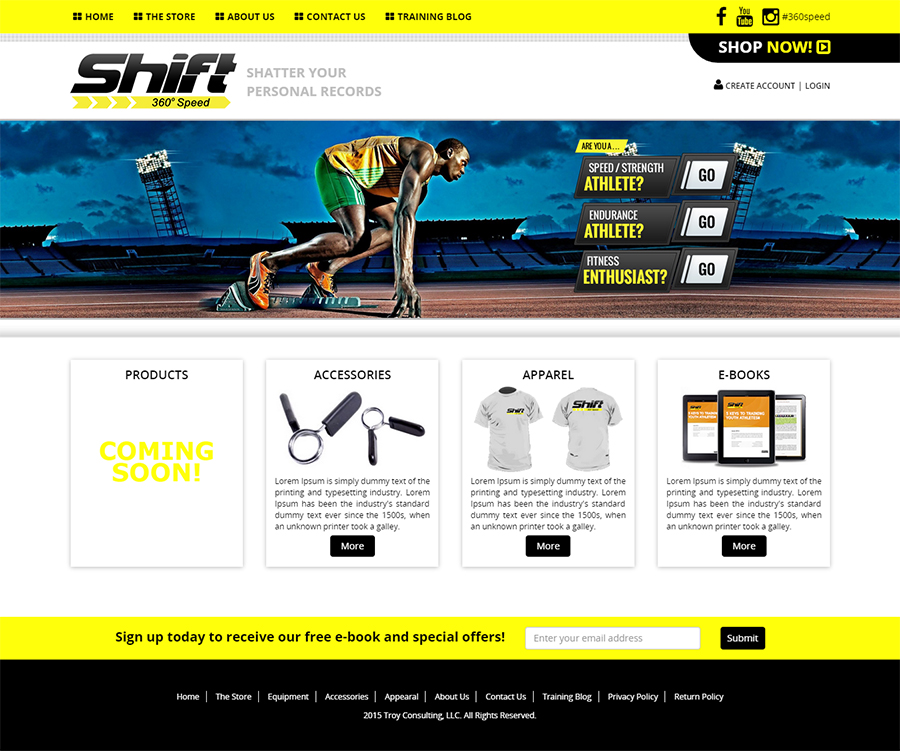 HOME THE STORE ABOUT US CONTACT US TRAINING BLOG
You Tube #360speed
SHOP NOW!
Shift
360° Speed
SHATTER YOUR
PERSONAL RECORDS
CREATE ACCOUNT | LOGIN
ARE YOU A . . .
SPEED / STRENGTH
ATHLETE? GO
ENDURANCE
ATHLETE? GO
FITNESS
ENTHUSIAST? GO
PRODUCTS
COMING
SOON!
ACCESSORIES
Lorem Ipsum is simply dummy text of the
printing and typesetting industry. Lorem
Ipsum has been the industry's standard
dummy text ever since the 1500s, when
an unknown printer took a galley.
More
APPAREL
Shift
Shift
Lorem Ipsum is simply dummy text of the
printing and typesetting industry. Lorem
Ipsum has been the industry's standard
dummy text ever since the 1500s, when
an unknown printer took a galley.
More
E-BOOKS
Shift
5 KEYS TO TRAINING
YOUTH ATHLETES
Lorem Ipsum is simply dummy text of the
printing and typesetting industry. Lorem
Ipsum has been the industry's standard
dummy text ever since the 1500s, when
an unknown printer took a galley.
More
Sign up today to receive our free e-book and special offers! Enter your email address Submit
Home | The Store | Equipment | Accessories | Appearal | About Us | Contact Us | Training Blog | Privacy Policy | Return Policy
2015 Troy Consulting, LLC. All Rights Reserved.